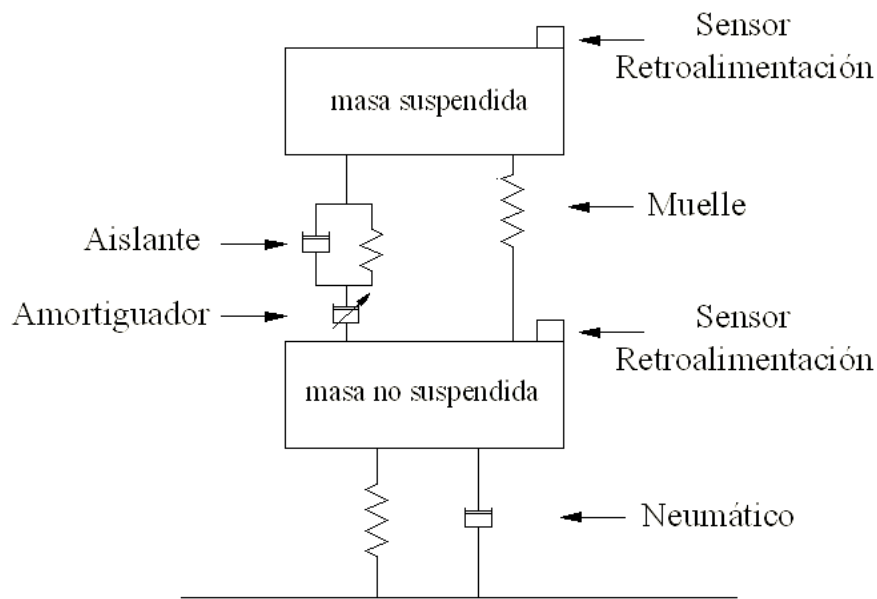 Sensor
Retroalimentación
masa suspendida
Muelle
Aislante
Amortiguador
Sensor
Retroalimentación
masa no suspendida
Neumático